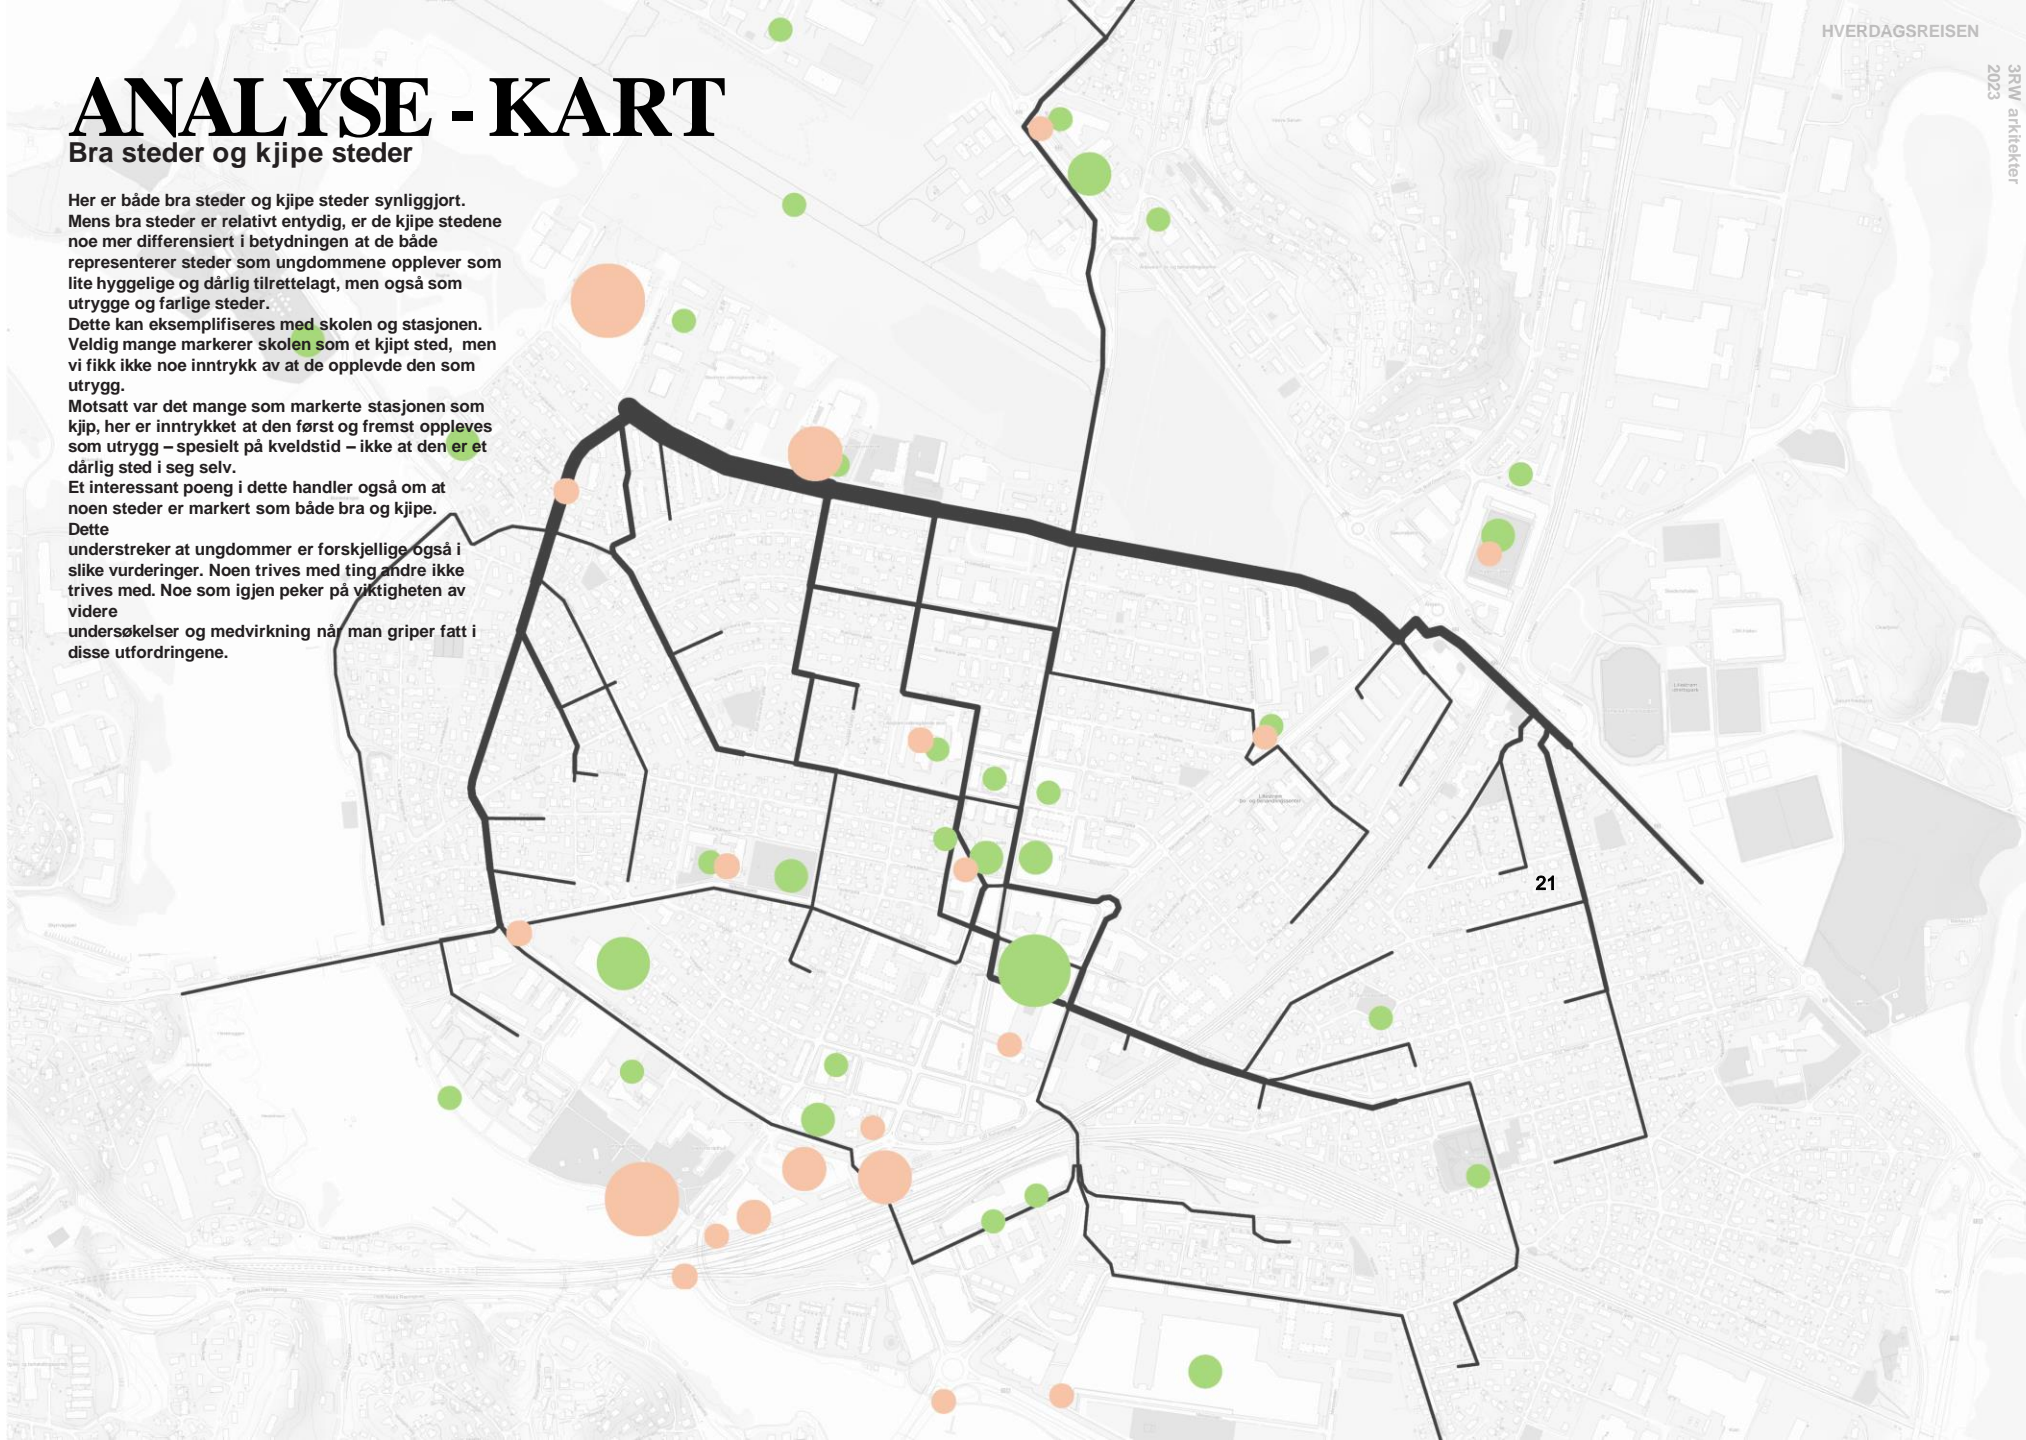 HVERDAGSREISEN
3RW arkitekter
2023
ANALYSE - KART
Bra steder og kjipe steder
Her er både bra steder og kjipe steder synliggjort.
Mens bra steder er relativt entydig, er de kjipe stedene
noe mer differensiert i betydningen at de både
representerer steder som ungdommene opplever som
lite hyggelige og dårlig tilrettelagt, men også som
utrygge og farlige steder.
Dette kan eksemplifiseres med skolen og stasjonen.
Veldig mange markerer skolen som et kjipt sted, men
vi fikk ikke noe inntrykk av at de opplevde den som
utrygg.
Motsatt var det mange som markerte stasjonen som
kjip, her er inntrykket at den først og fremst oppleves
som utrygg – spesielt på kveldstid – ikke at den er et
dårlig sted i seg selv.
Et interessant poeng i dette handler også om at
noen steder er markert som både bra og kjipe.
Dette
understreker at ungdommer er forskjellige også i
slike vurderinger. Noen trives med ting andre ikke
trives med. Noe som igjen peker på viktigheten av
videre
undersøkelser og medvirkning når man griper fatt i
disse utfordringene.
21